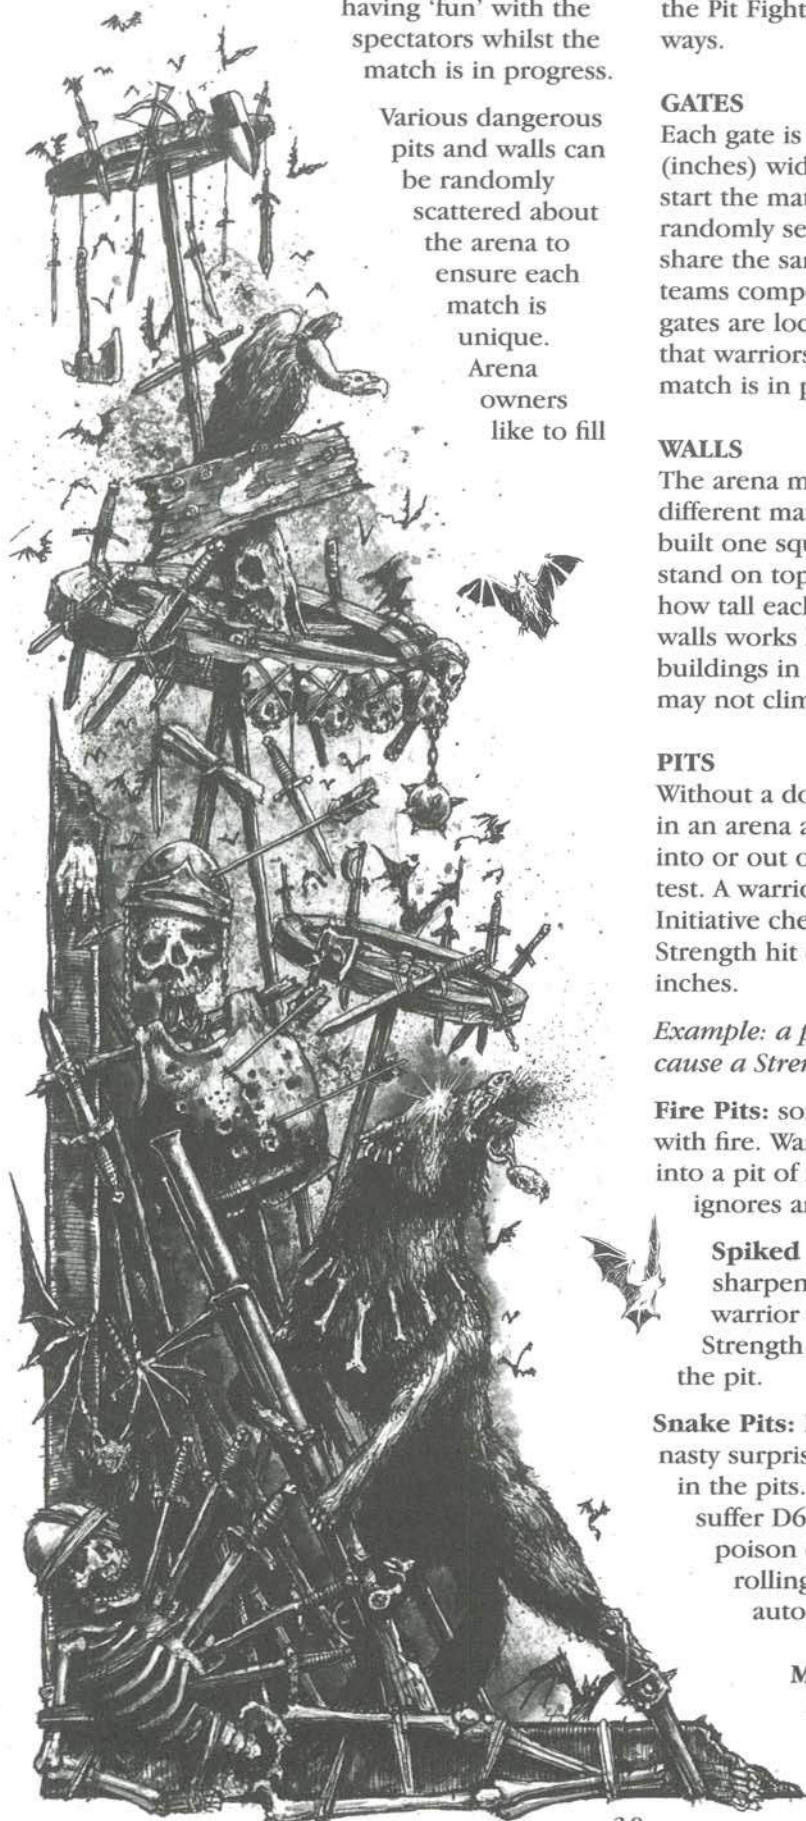 having ‘fun’ with the
spectators whilst the
match is in progress.
Various dangerous
pits and walls can
be randomly
scattered about
the arena to
ensure each
match is
unique.
Arena
owners
like to fill
the Pit Fight
ways.
GATES
Each gate is
(inches) wid
start the mat
randomly se
share the sar
teams comp
gates are loc
that warriors
match is in p
WALLS
The arena m
different ma
built one squ
stand on top
how tall each
walls works
buildings in
may not clim
PITS
Without a do
in an arena a
into or out o
test. A warrio
Initiative che
Strength hit
inches.
Example: a p
cause a Stren
Fire Pits: so
with fire. Wa
into a pit of
ignores a
Spiked
sharpen
warrior
Strength
the pit.
Snake Pits:
nasty surpris
in the pits.
suffer D6
poison
rolling
auto
M